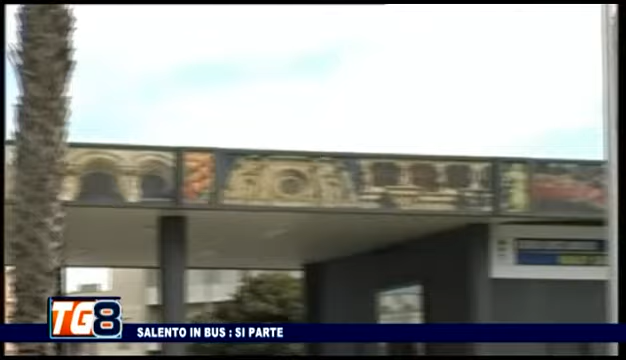 TG8
SALENTO IN BUS : SI PARTE